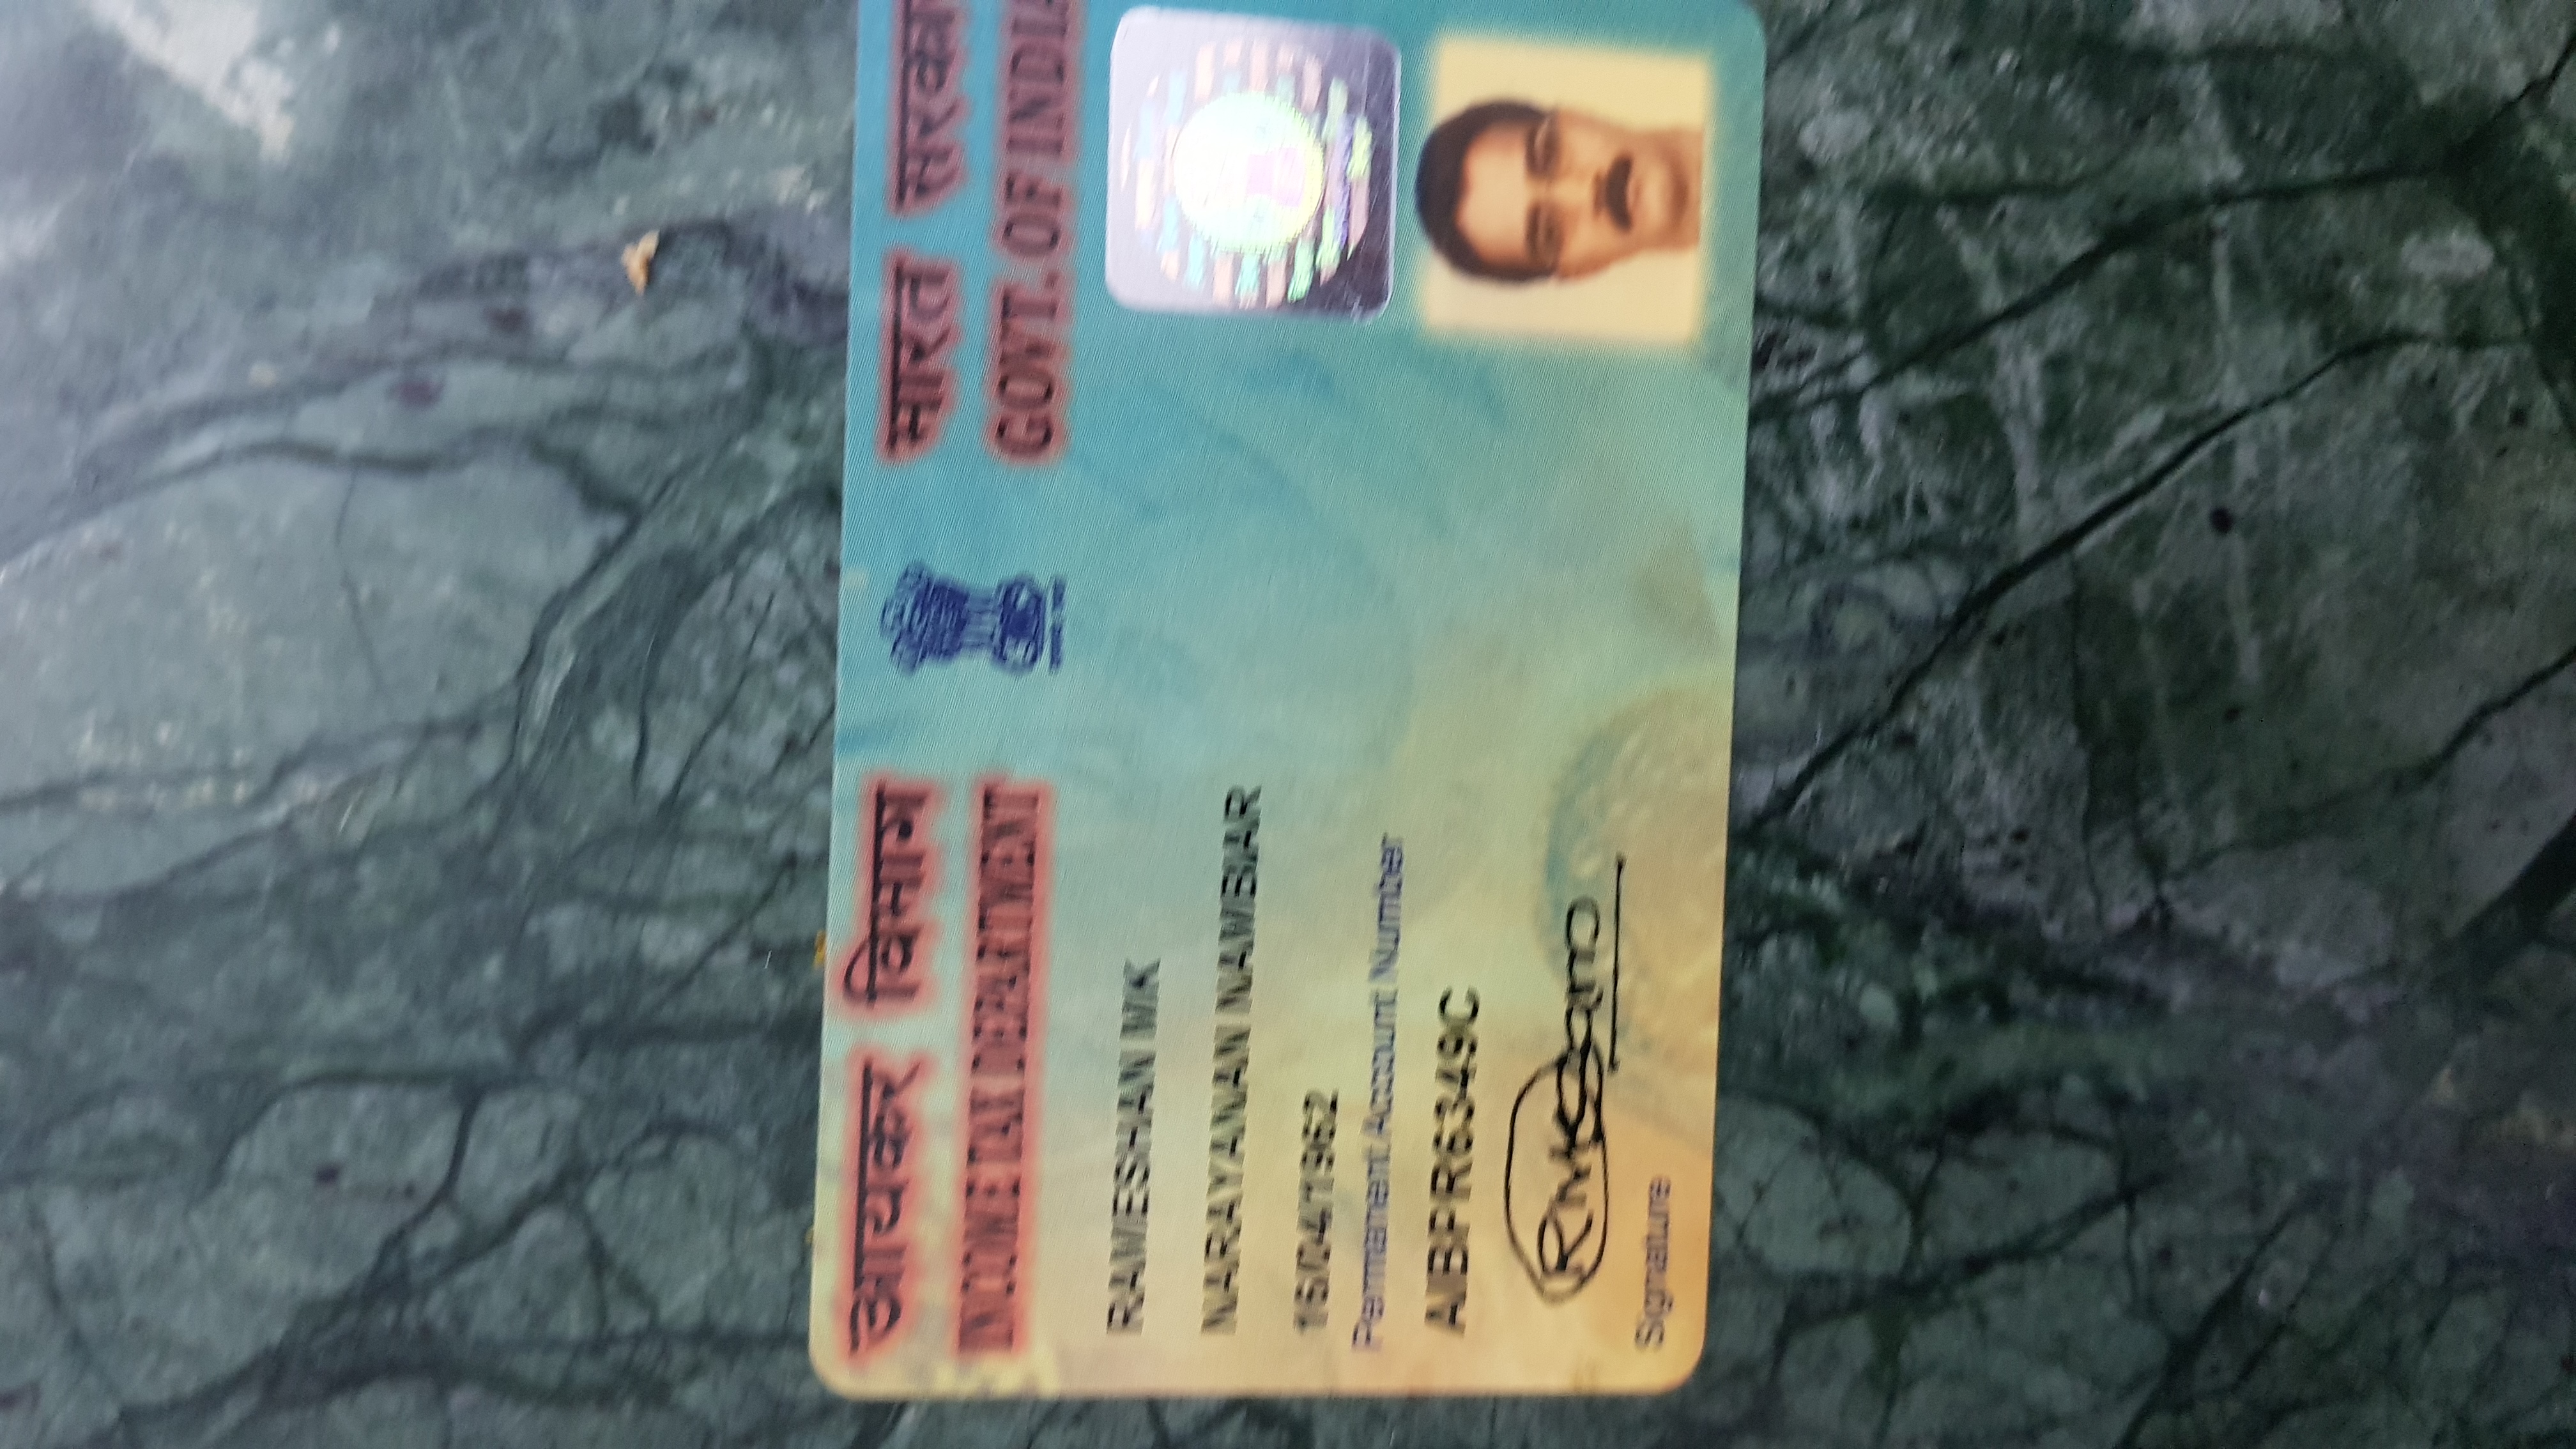 आयकर विभाग
INCOME TAX DEPARTMENT
भारत सरका
GOVT. OF INDIA
RAMESHAN MK
NARAYANAN NAMBIAR
16/04/1962
Permanent Account Number
AIBPR6349C
Signature